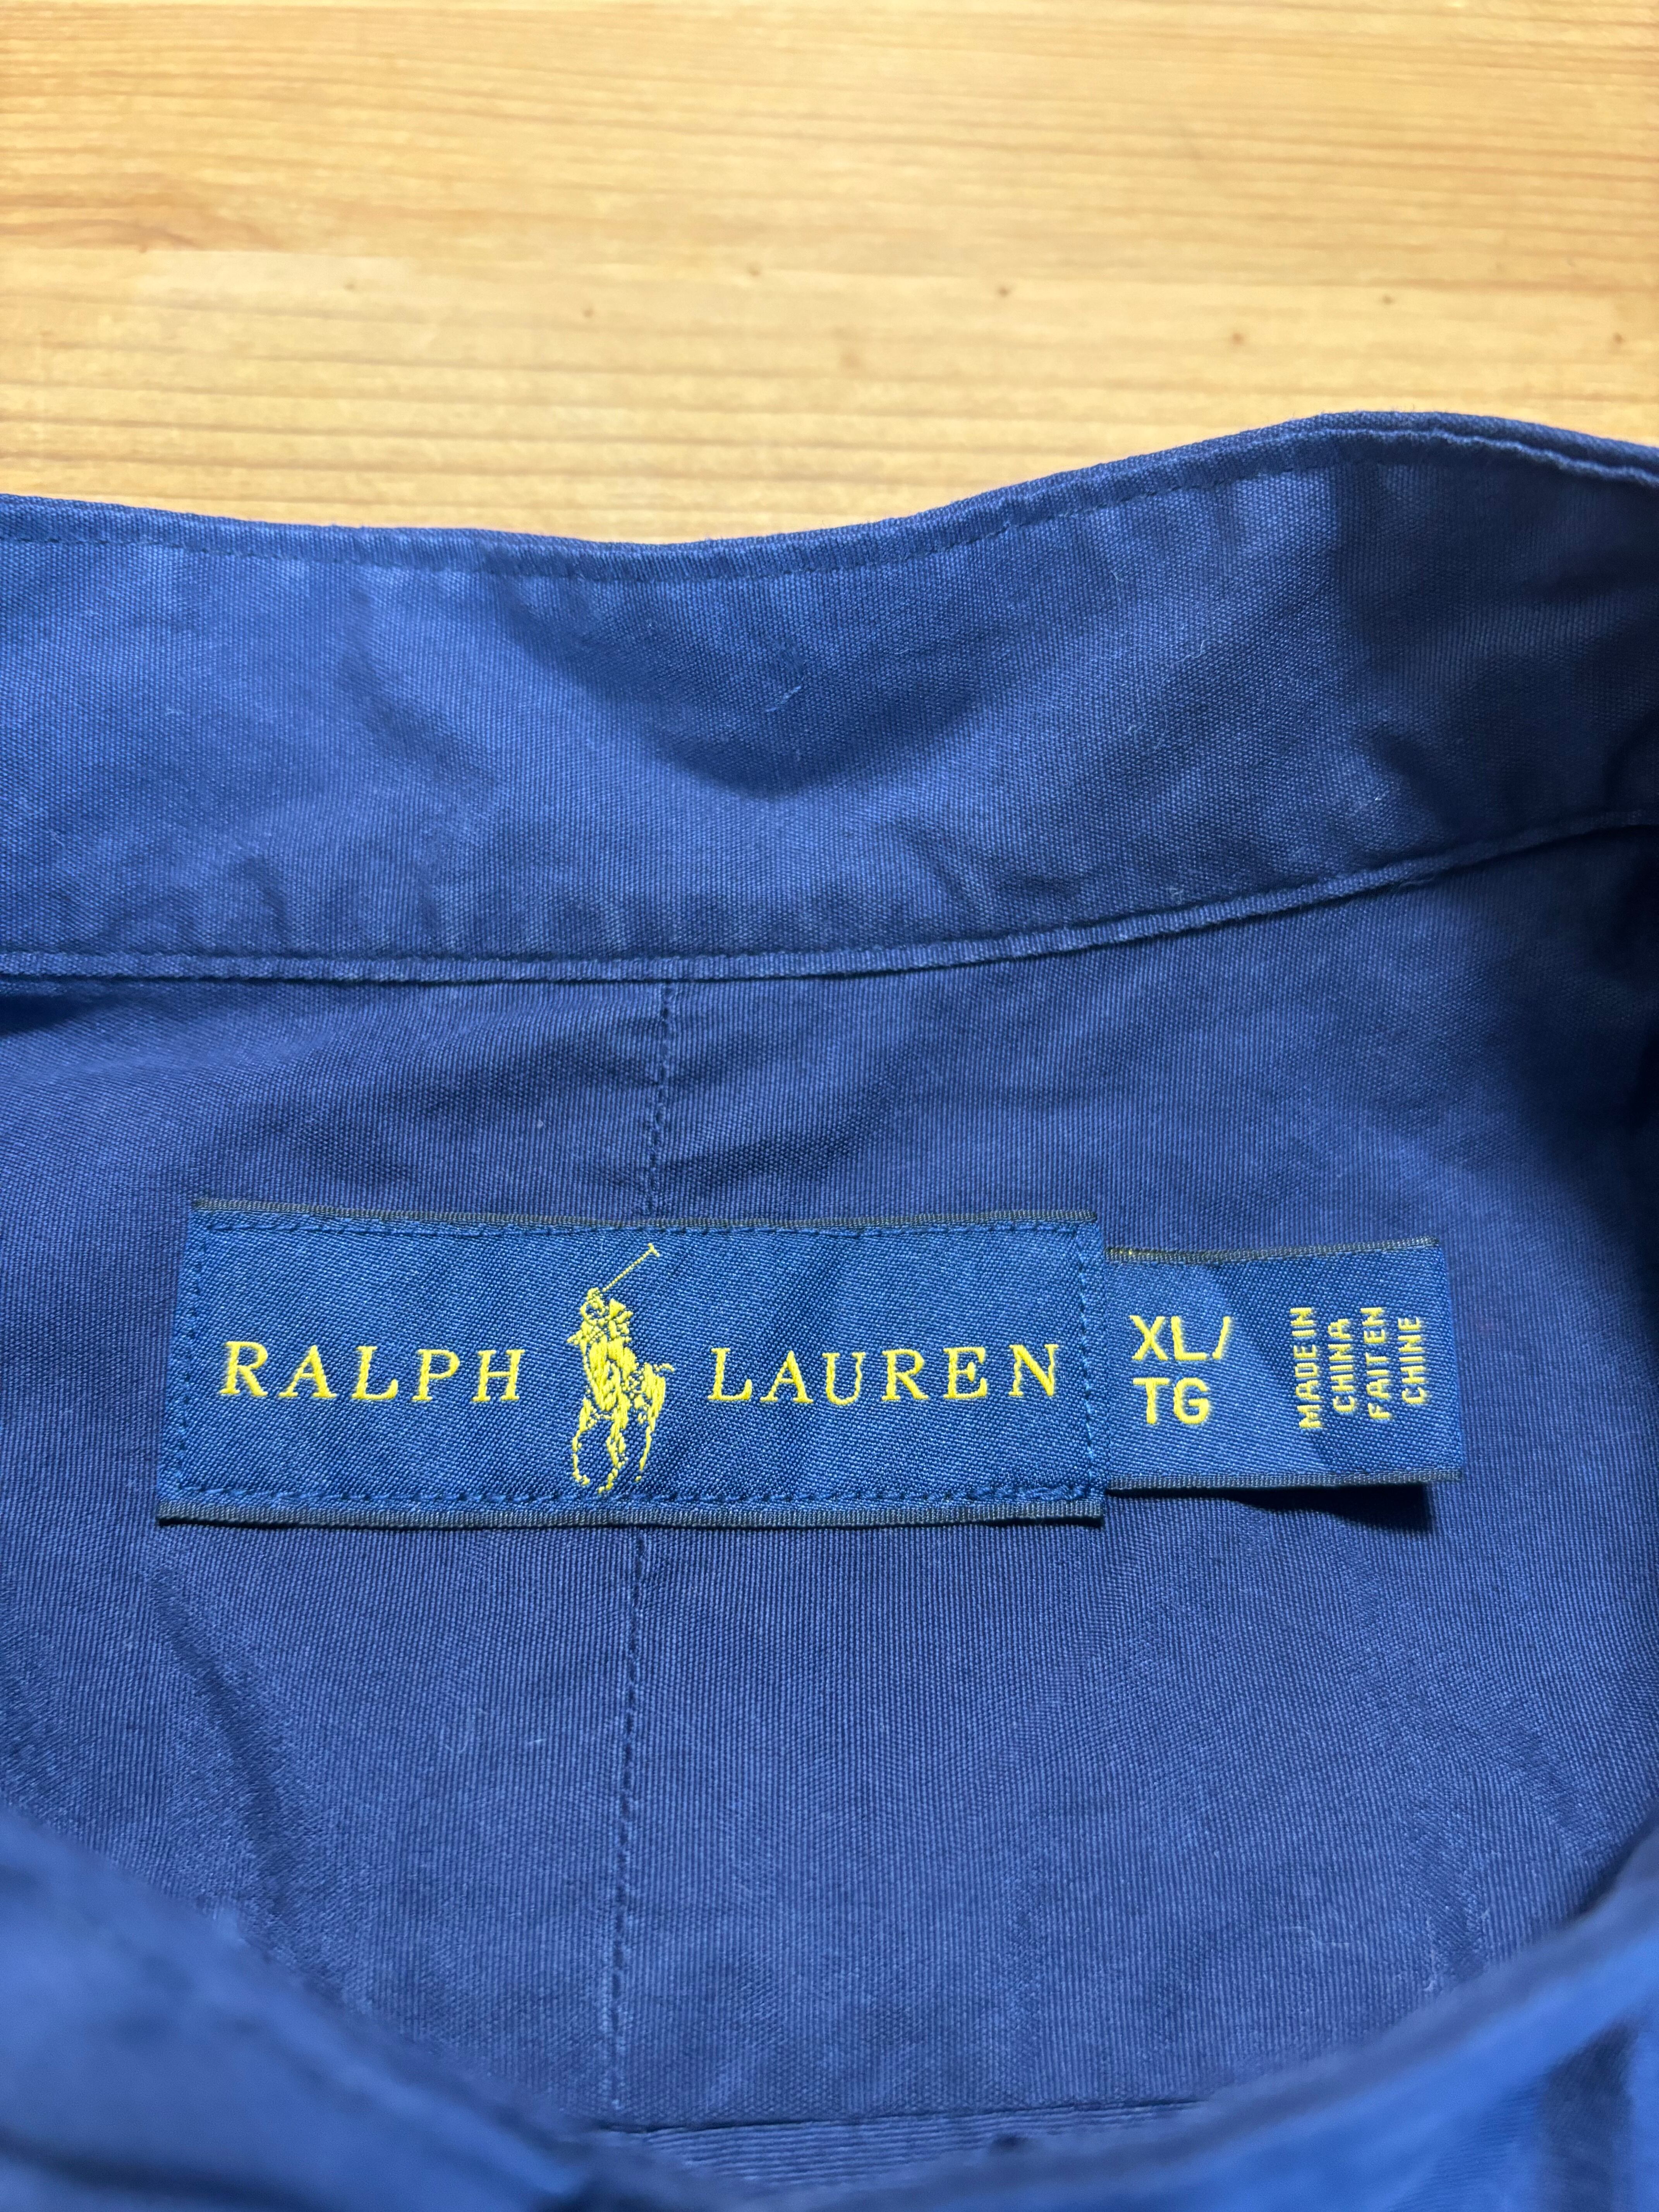 RALPH LAUREN
XL/
TG
MADE IN
CHINA
FAIT EN
CHINE